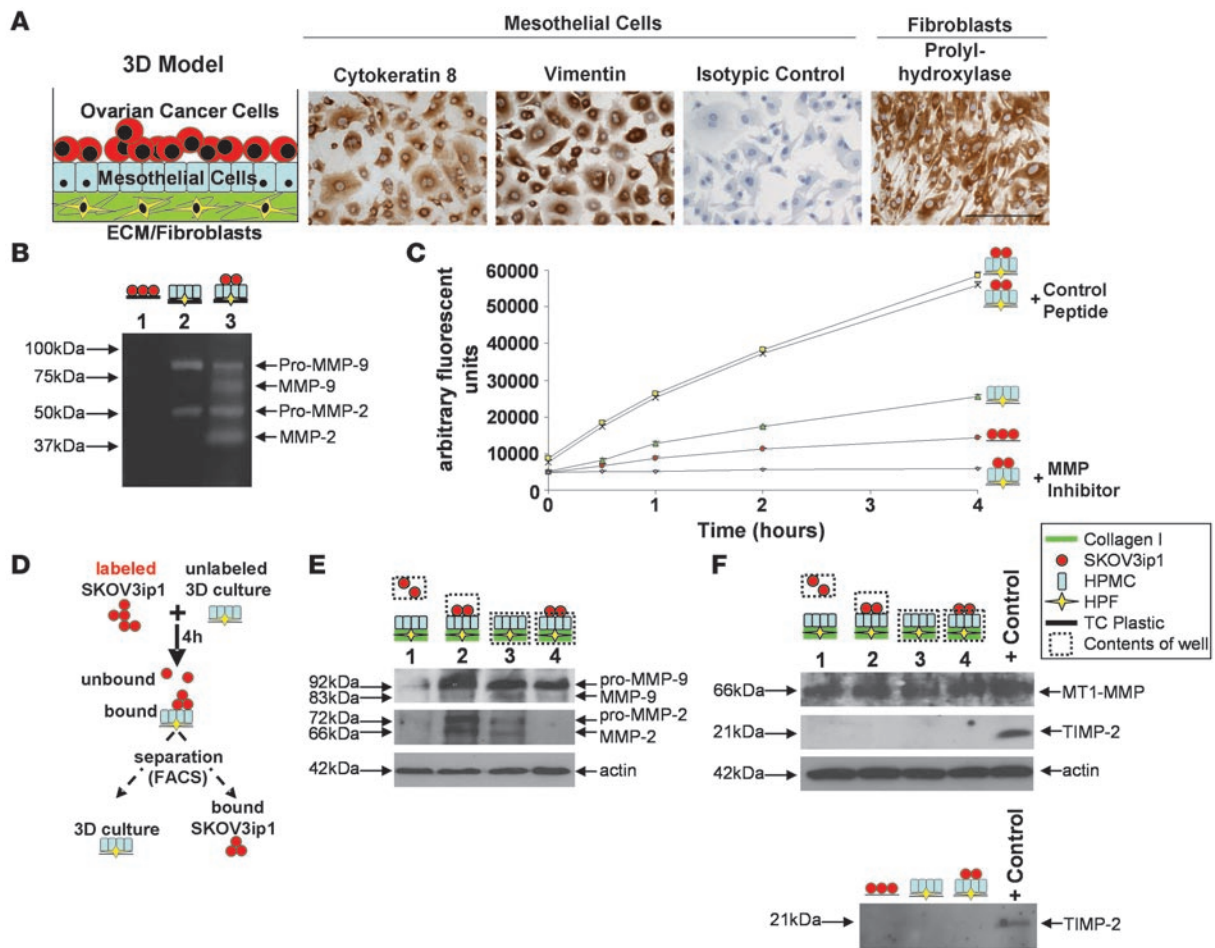 A
Mesothelial Cells
Fibroblasts
3D Model
Cytokeratin 8
Vimentin
Isotypic Control
Prolyl-
hydroxylase
Ovarian Cancer Cells
Mesothelial Cells
ECM/Fibroblasts
B
1 2 3
100kDa
75kDa
50kDa
37kDa
Pro-MMP-9
MMP-9
Pro-MMP-2
MMP-2
C
arbitrary fluorescent
units
60000
50000
40000
30000
20000
10000
0
0 1 2 3 4
Time (hours)
+ Control
Peptide
+ MMP
Inhibitor
D
labeled
SKOV3ip1
unlabeled
3D culture
+
4h
unbound
bound
separation
(FACS)
3D culture
bound
SKOV3ip1
E
1 2 3 4
92kDa
83kDa
72kDa
66kDa
42kDa
pro-MMP-9
MMP-9
pro-MMP-2
MMP-2
actin
F
1 2 3 4
+ Control
66kDa
21kDa
42kDa
MT1-MMP
TIMP-2
actin
Collagen I
SKOV3ip1
HPMC
HPF
TC Plastic
Contents of well
+ Control
21kDa
TIMP-2